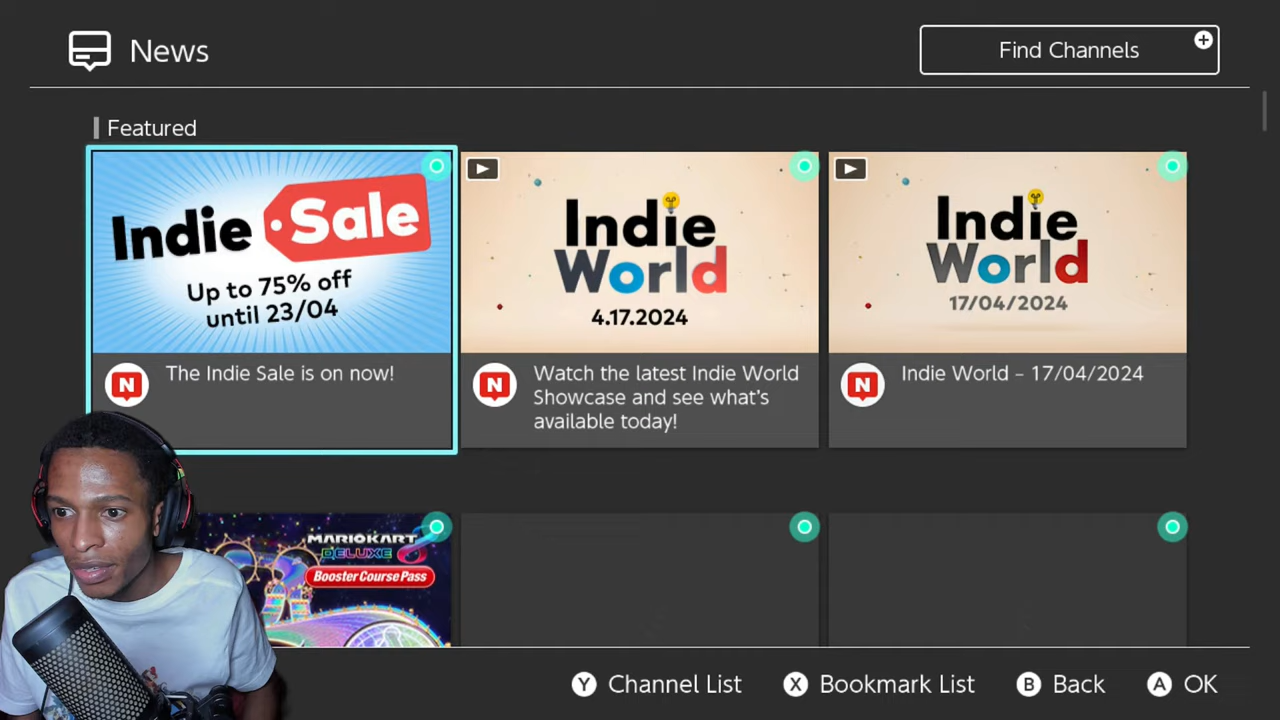 News
Find Channels
Featured
Indie Sale
Up to 75% off
until 23/04
N
The Indie Sale is on now!
Indie
World
4.17.2024
N
Watch the latest Indie World
Showcase and see what's
available today!
Indie
World
17/04/2024
N
Indie World – 17/04/2024
MARIOKART
8 DELUXE
Booster Course Pass
Y Channel List
X Bookmark List
B Back
A OK